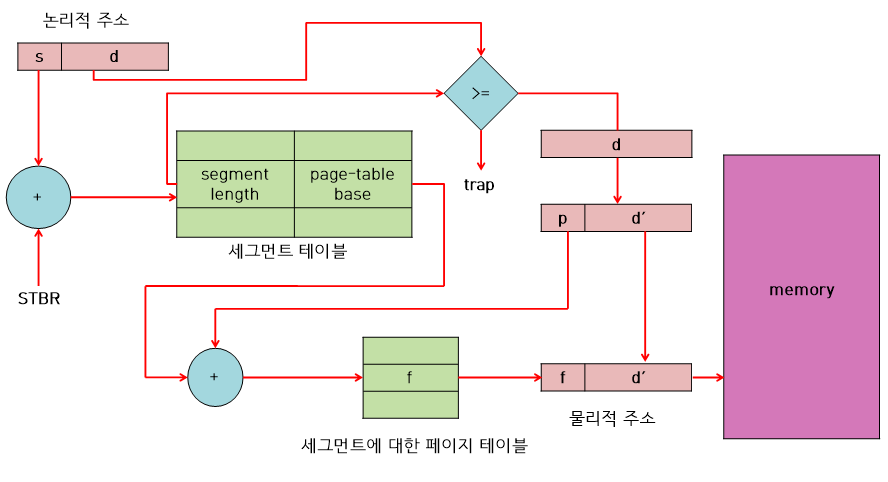 논리적 주소
s d
>=
d
segment
length
page-table
base
+
trap
p d′
세그먼트 테이블
STBR
memory
+
f
f d′
물리적 주소
세그먼트에 대한 페이지 테이블